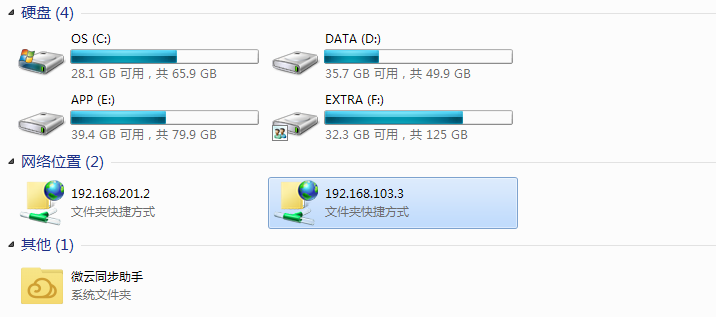 硬盘 (4)
OS (C:)
28.1 GB 可用，共 65.9 GB
DATA (D:)
35.7 GB 可用，共 49.9 GB
APP (E:)
39.4 GB 可用，共 79.9 GB
EXTRA (F:)
32.3 GB 可用，共 125 GB
网络位置 (2)
192.168.201.2
文件夹快捷方式
192.168.103.3
文件夹快捷方式
其他 (1)
微云同步助手
系统文件夹